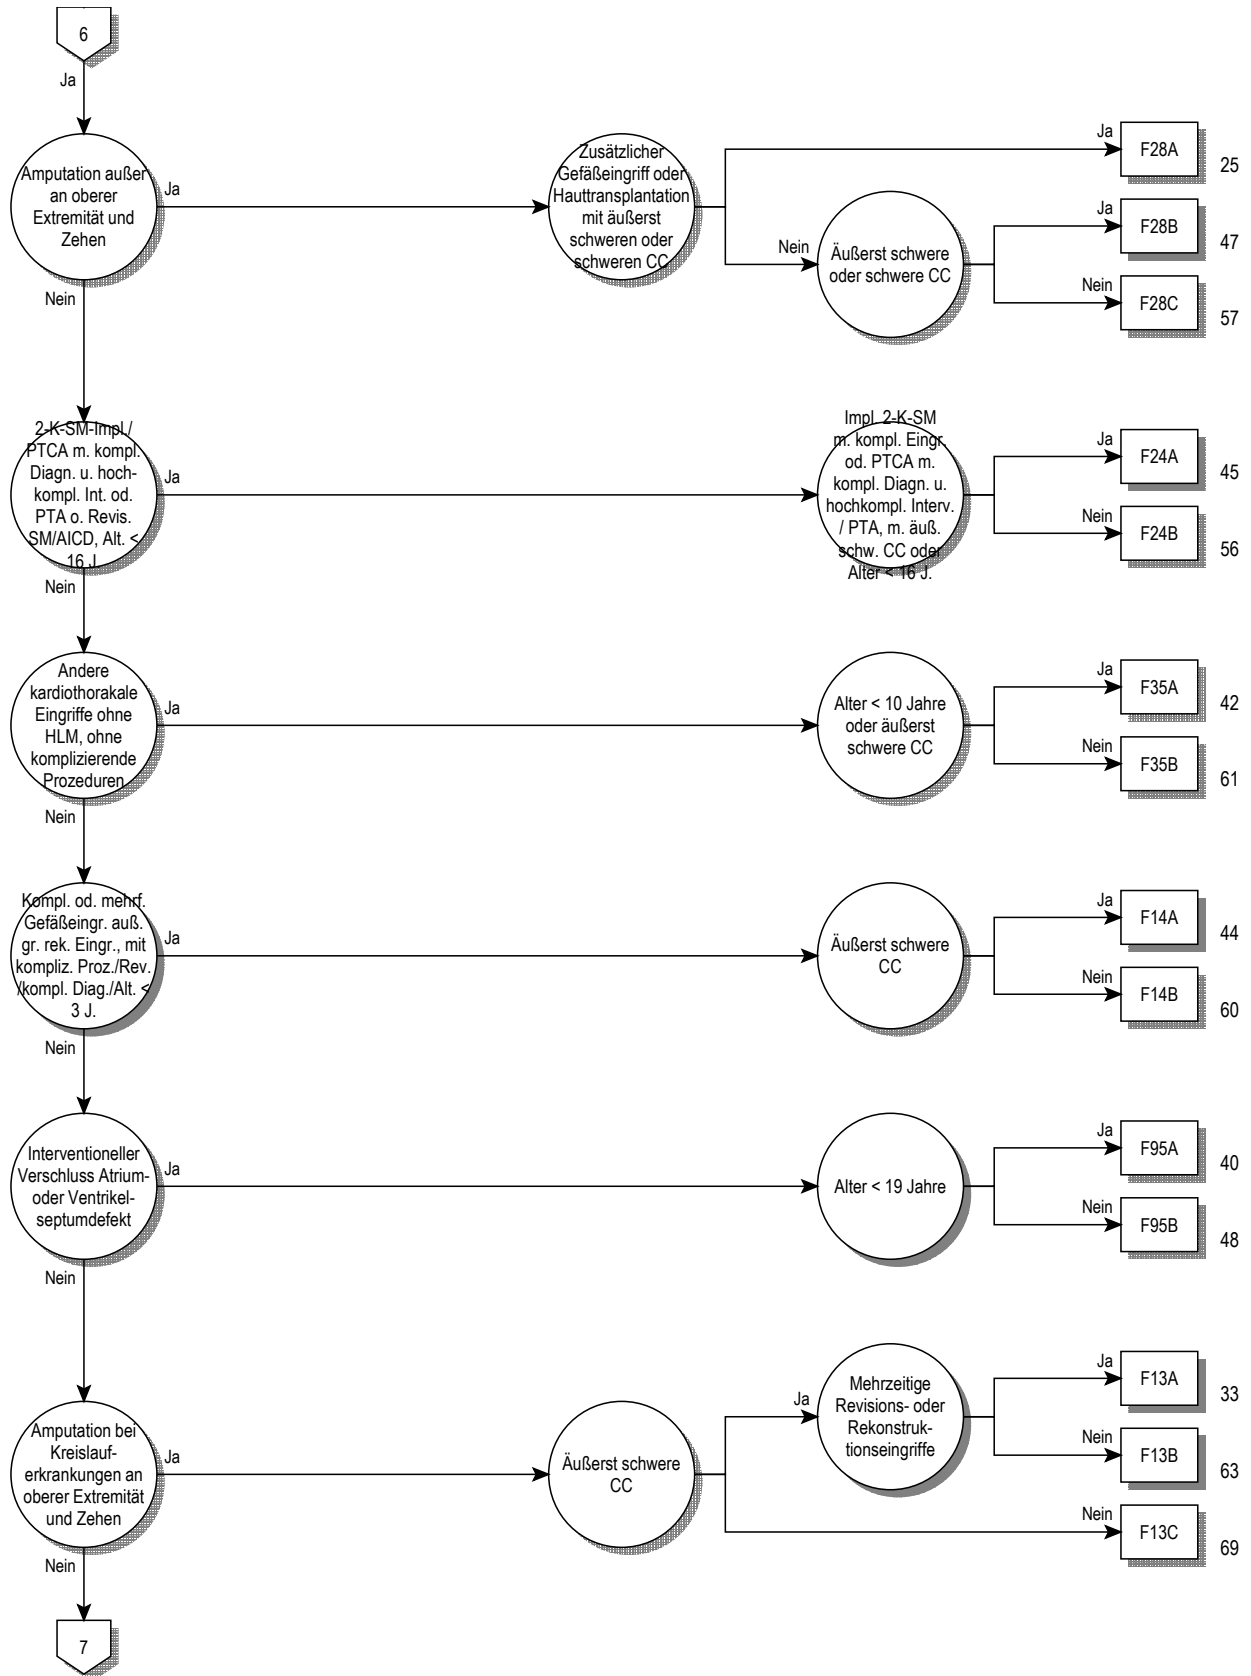 6
Ja
Amputation außer
an oberer
Extremität und
Zehen
Ja
Nein
Zusätzlicher
Gefäßeingriff oder
Hauttransplantation
mit äußerst
schweren oder
schweren CC
Nein
Äußerst schwere
oder schwere CC
Ja
F28A
25
Ja
F28B
47
Nein
F28C
57
2-K-SM-Impl./
PTCA m. kompl.
Diagn. u. hoch-
kompl. Int. od.
PTA o. Revis.
SM/AICD, Alt. <
16 J.
Ja
Nein
Impl. 2-K-SM
m. kompl. Eingr.
od. PTCA m.
kompl. Diagn. u.
hochkompl. Interv.
/ PTA, m. äuß.
schw. CC oder
Alter < 16 J.
Ja
F24A
45
Nein
F24B
56
Andere
kardiothorakale
Eingriffe ohne
HLM, ohne
komplizierende
Prozeduren
Ja
Nein
Alter < 10 Jahre
oder äußerst
schwere CC
Ja
F35A
42
Nein
F35B
61
Kompl. od. mehrf.
Gefäßeingr. auß.
gr. rek. Eingr., mit
kompliz. Proz./Rev.
/kompl. Diag./Alt. <
3 J.
Ja
Nein
Äußerst schwere
CC
Ja
F14A
44
Nein
F14B
60
Interventioneller
Verschluss Atrium-
oder Ventrikel-
septumdefekt
Ja
Nein
Alter < 19 Jahre
Ja
F95A
40
Nein
F95B
48
Amputation bei
Kreislauf-
erkrankungen an
oberer Extremität
und Zehen
Ja
Nein
Äußerst schwere
CC
Ja
Mehrzeitige
Revisions- oder
Rekonstruk-
tionseingriffe
Ja
F13A
33
Nein
F13B
63
Nein
F13C
69
7